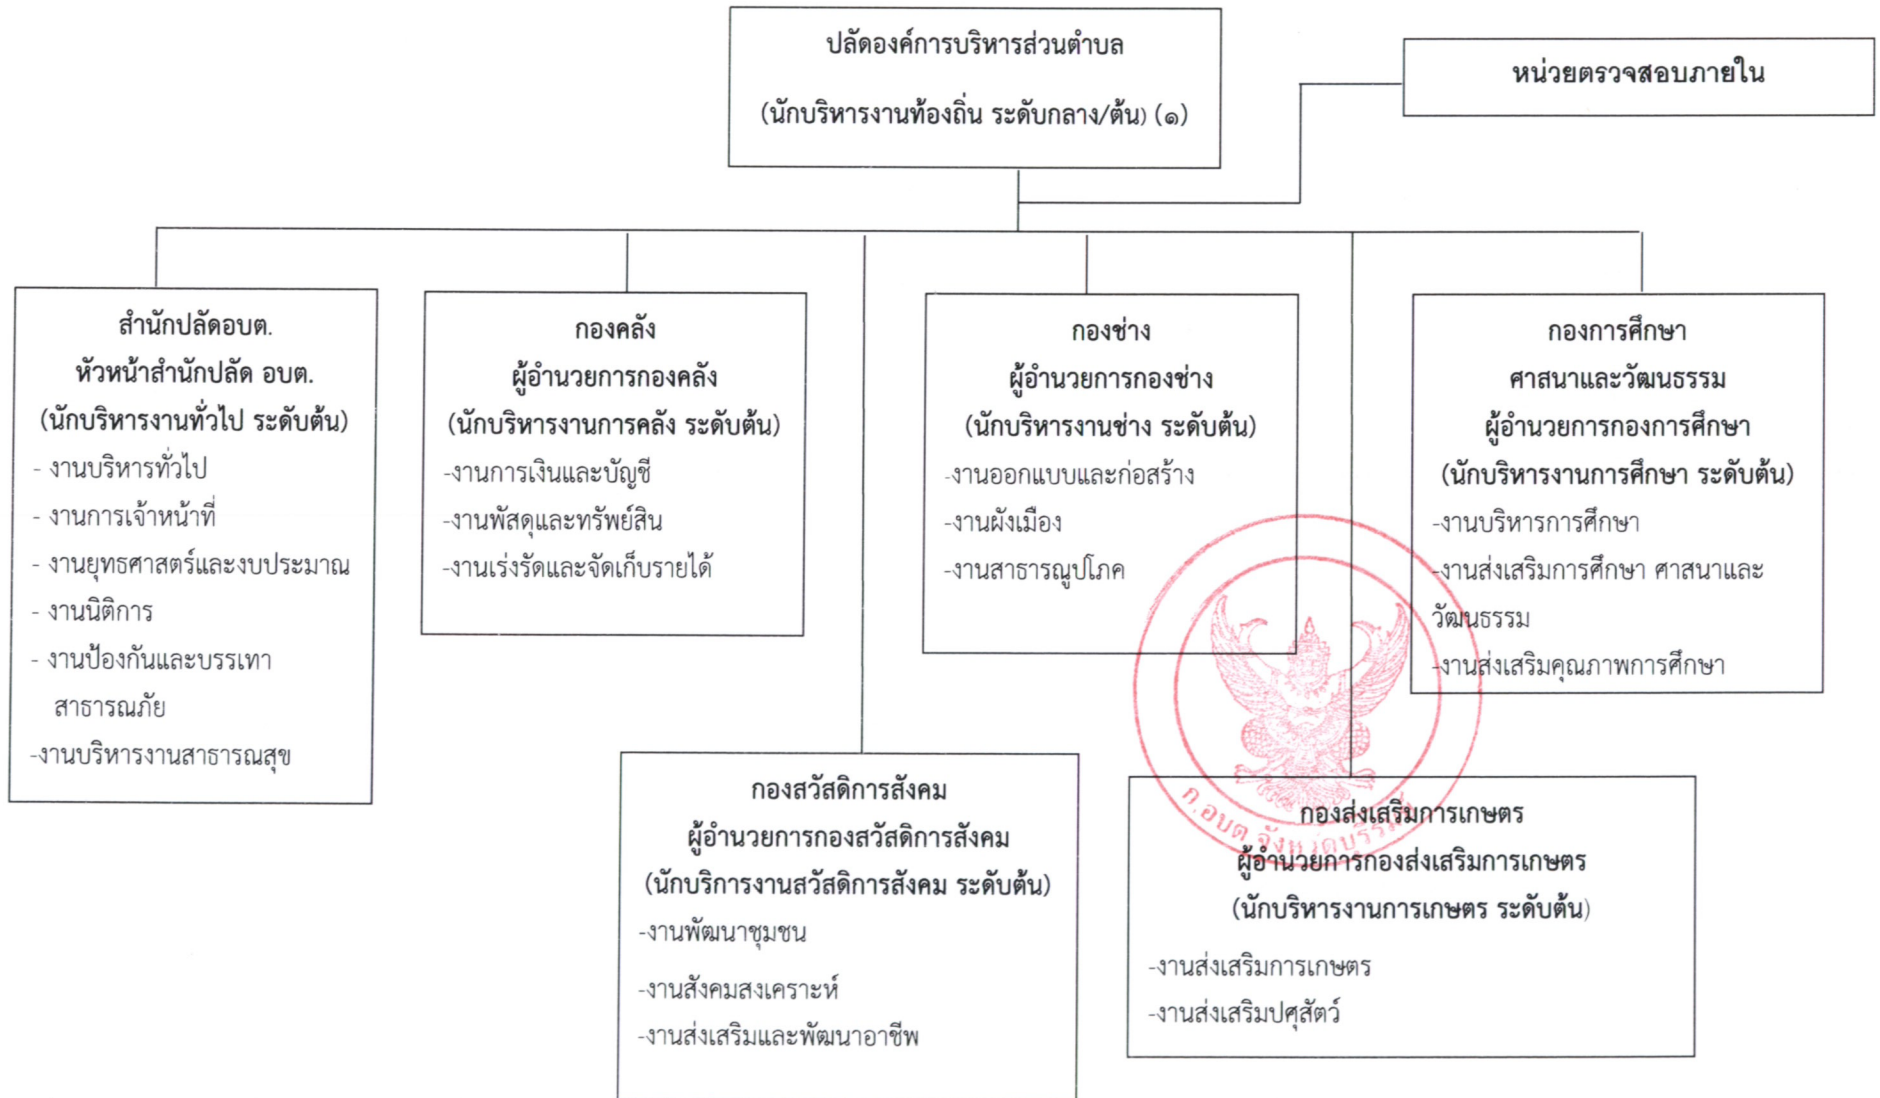 ปลัดองค์การบริหารส่วนตำบล
(นักบริหารงานท้องถิ่น ระดับกลาง/ต้น) (๑)
หน่วยตรวจสอบภายใน
สำนักปลัดอบต.
หัวหน้าสำนักปลัด อบต.
(นักบริหารงานทั่วไป ระดับต้น)
- งานบริหารทั่วไป
- งานการเจ้าหน้าที่
- งานยุทธศาสตร์และงบประมาณ
- งานนิติการ
- งานป้องกันและบรรเทา
สาธารณภัย
-งานบริหารงานสาธารณสุข
กองคลัง
ผู้อำนวยการกองคลัง
(นักบริหารงานการคลัง ระดับต้น)
-งานการเงินและบัญชี
-งานพัสดุและทรัพย์สิน
-งานเร่งรัดและจัดเก็บรายได้
กองช่าง
ผู้อำนวยการกองช่าง
(นักบริหารงานช่าง ระดับต้น)
-งานออกแบบและก่อสร้าง
-งานผังเมือง
-งานสาธารณูปโภค
กองการศึกษา
ศาสนาและวัฒนธรรม
ผู้อำนวยการกองการศึกษา
(นักบริหารงานการศึกษา ระดับต้น)
-งานบริหารการศึกษา
-งานส่งเสริมการศึกษา ศาสนาและ
วัฒนธรรม
-งานส่งเสริมคุณภาพการศึกษา
กองสวัสดิการสังคม
ผู้อำนวยการกองสวัสดิการสังคม
(นักบริการงานสวัสดิการสังคม ระดับต้น)
-งานพัฒนาชุมชน
-งานสังคมสงเคราะห์
-งานส่งเสริมและพัฒนาอาชีพ
กองส่งเสริมการเกษตร
ผู้อำนวยการกองส่งเสริมการเกษตร
(นักบริหารงานการเกษตร ระดับต้น)
-งานส่งเสริมการเกษตร
-งานส่งเสริมปศุสัตว์
ก.อบต จังหวัดบุรีรัมย์